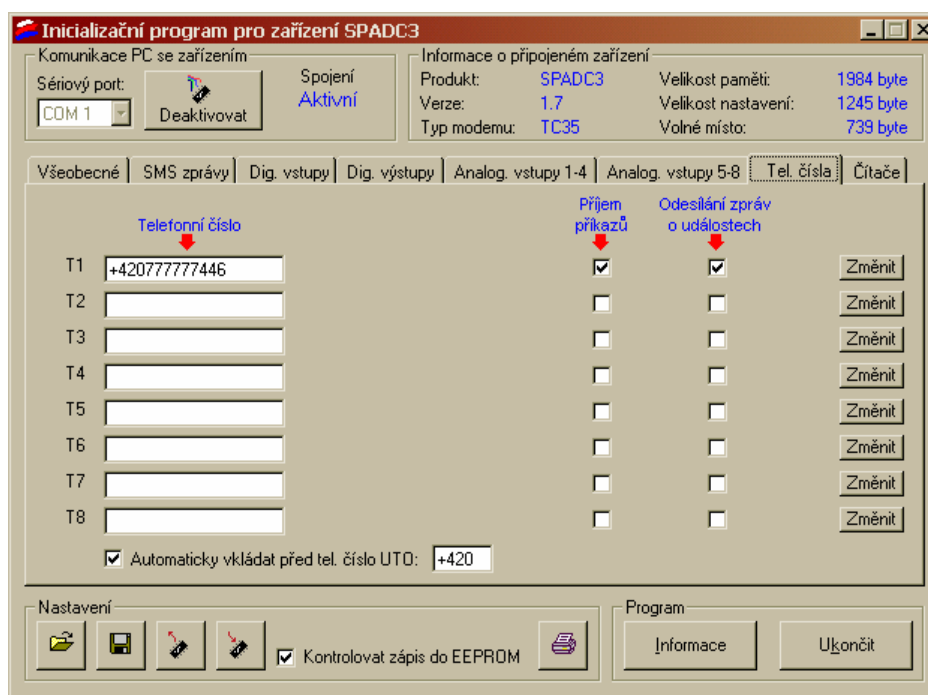 Inicializační program pro zařízení SPADC3
Komunikace PC se zařízením
Sériový port:
COM 1
Deaktivovat
Spojení
Aktivní
Informace o připojeném zařízení
Produkt: SPADC3 Velikost paměti: 1984 byte
Verze: 1.7 Velikost nastavení: 1245 byte
Typ modemu: TC35 Volné místo: 739 byte
Všeobecné SMS zprávy Dig. vstupy Dig. výstupy Analog. vstupy 1-4 Analog. vstupy 5-8 Tel. čísla Čítače
Telefonní číslo
Příjem
příkazů
Odesílání zpráv
o událostech
T1 +420777777446 Změnit
T2 Změnit
T3 Změnit
T4 Změnit
T5 Změnit
T6 Změnit
T7 Změnit
T8 Změnit
Automaticky vkládat před tel. číslo UTO: +420
Nastavení
Kontrolovat zápis do EEPROM
Program
Informace
Ukončit